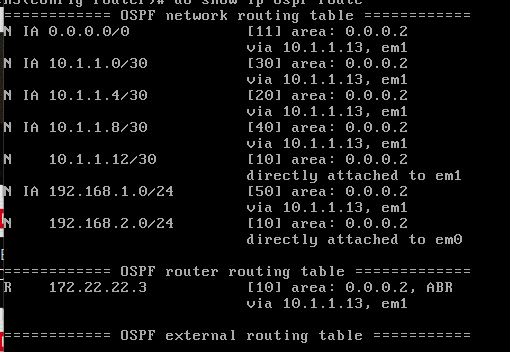 (config-router)# do show ip ospf route
============ OSPF network routing table ============
N IA 0.0.0.0/0 [11] area: 0.0.0.2
via 10.1.1.13, em1
N IA 10.1.1.0/30 [30] area: 0.0.0.2
via 10.1.1.13, em1
N IA 10.1.1.4/30 [20] area: 0.0.0.2
via 10.1.1.13, em1
N IA 10.1.1.8/30 [40] area: 0.0.0.2
via 10.1.1.13, em1
N 10.1.1.12/30 [10] area: 0.0.0.2
directly attached to em1
N IA 192.168.1.0/24 [50] area: 0.0.0.2
via 10.1.1.13, em1
N 192.168.2.0/24 [10] area: 0.0.0.2
directly attached to em0
============ OSPF router routing table =============
R 172.22.22.3 [10] area: 0.0.0.2, ABR
via 10.1.1.13, em1
============ OSPF external routing table ===========